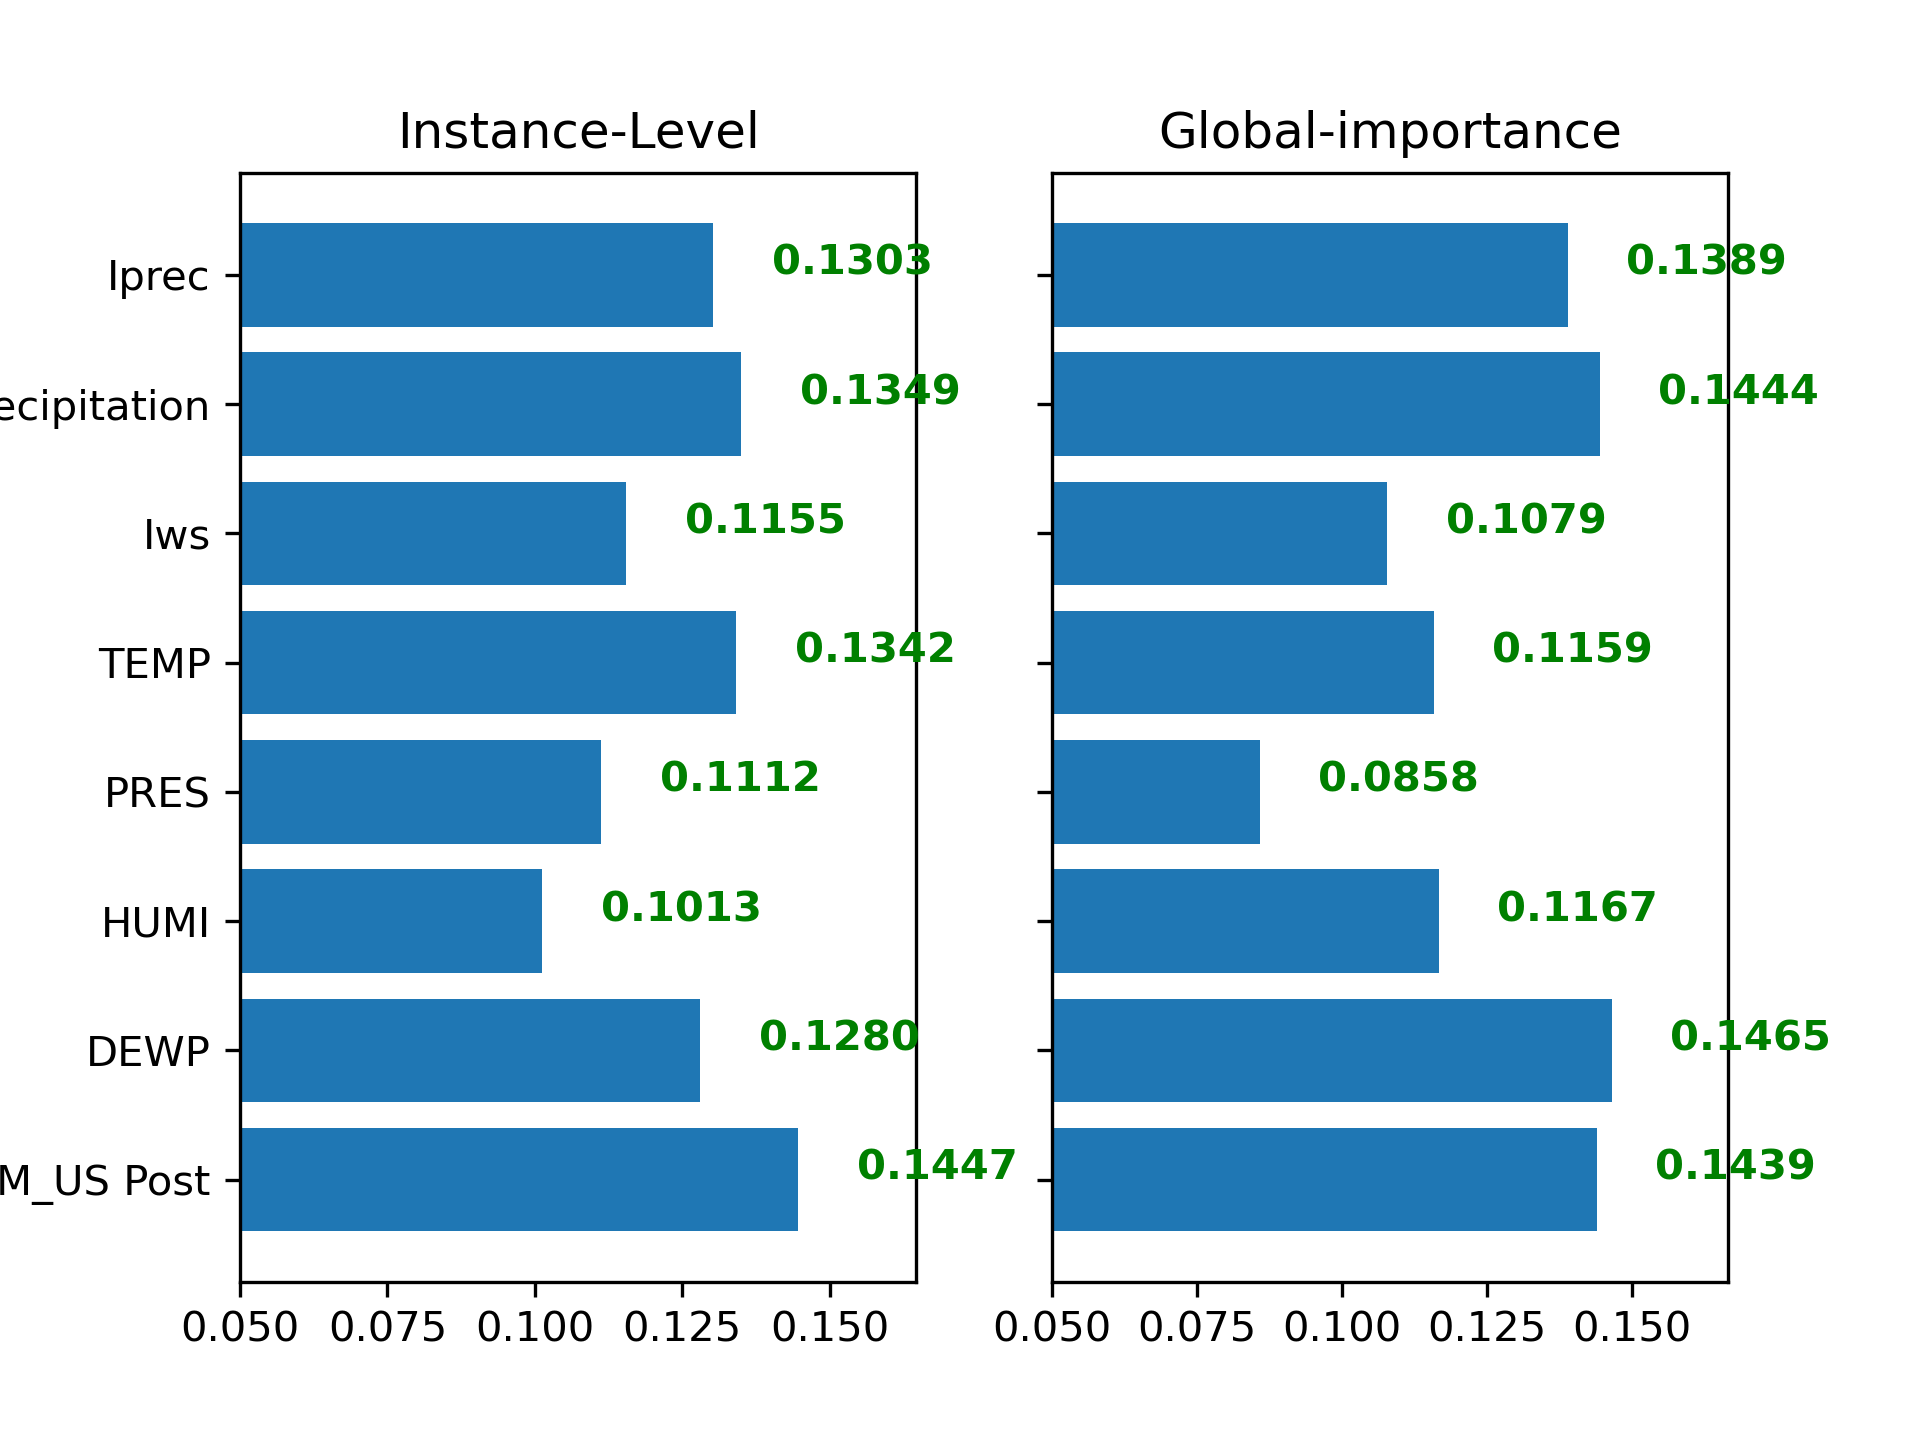 Instance-Level
Global-importance
Iprec
0.1303
0.1389
ecipitation
0.1349
0.1444
Iws
0.1155
0.1079
TEMP
0.1342
0.1159
PRES
0.1112
0.0858
HUMI
0.1013
0.1167
DEWP
0.1280
0.1465
M_US Post
0.1447
0.1439
0.050 0.075 0.100 0.125 0.150
0.050 0.075 0.100 0.125 0.150